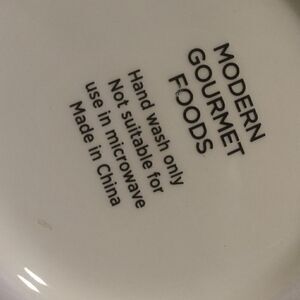 MODERN
GOURMET
FOODS
Hand wash only
Not suitable for
use in microwave
Made in China